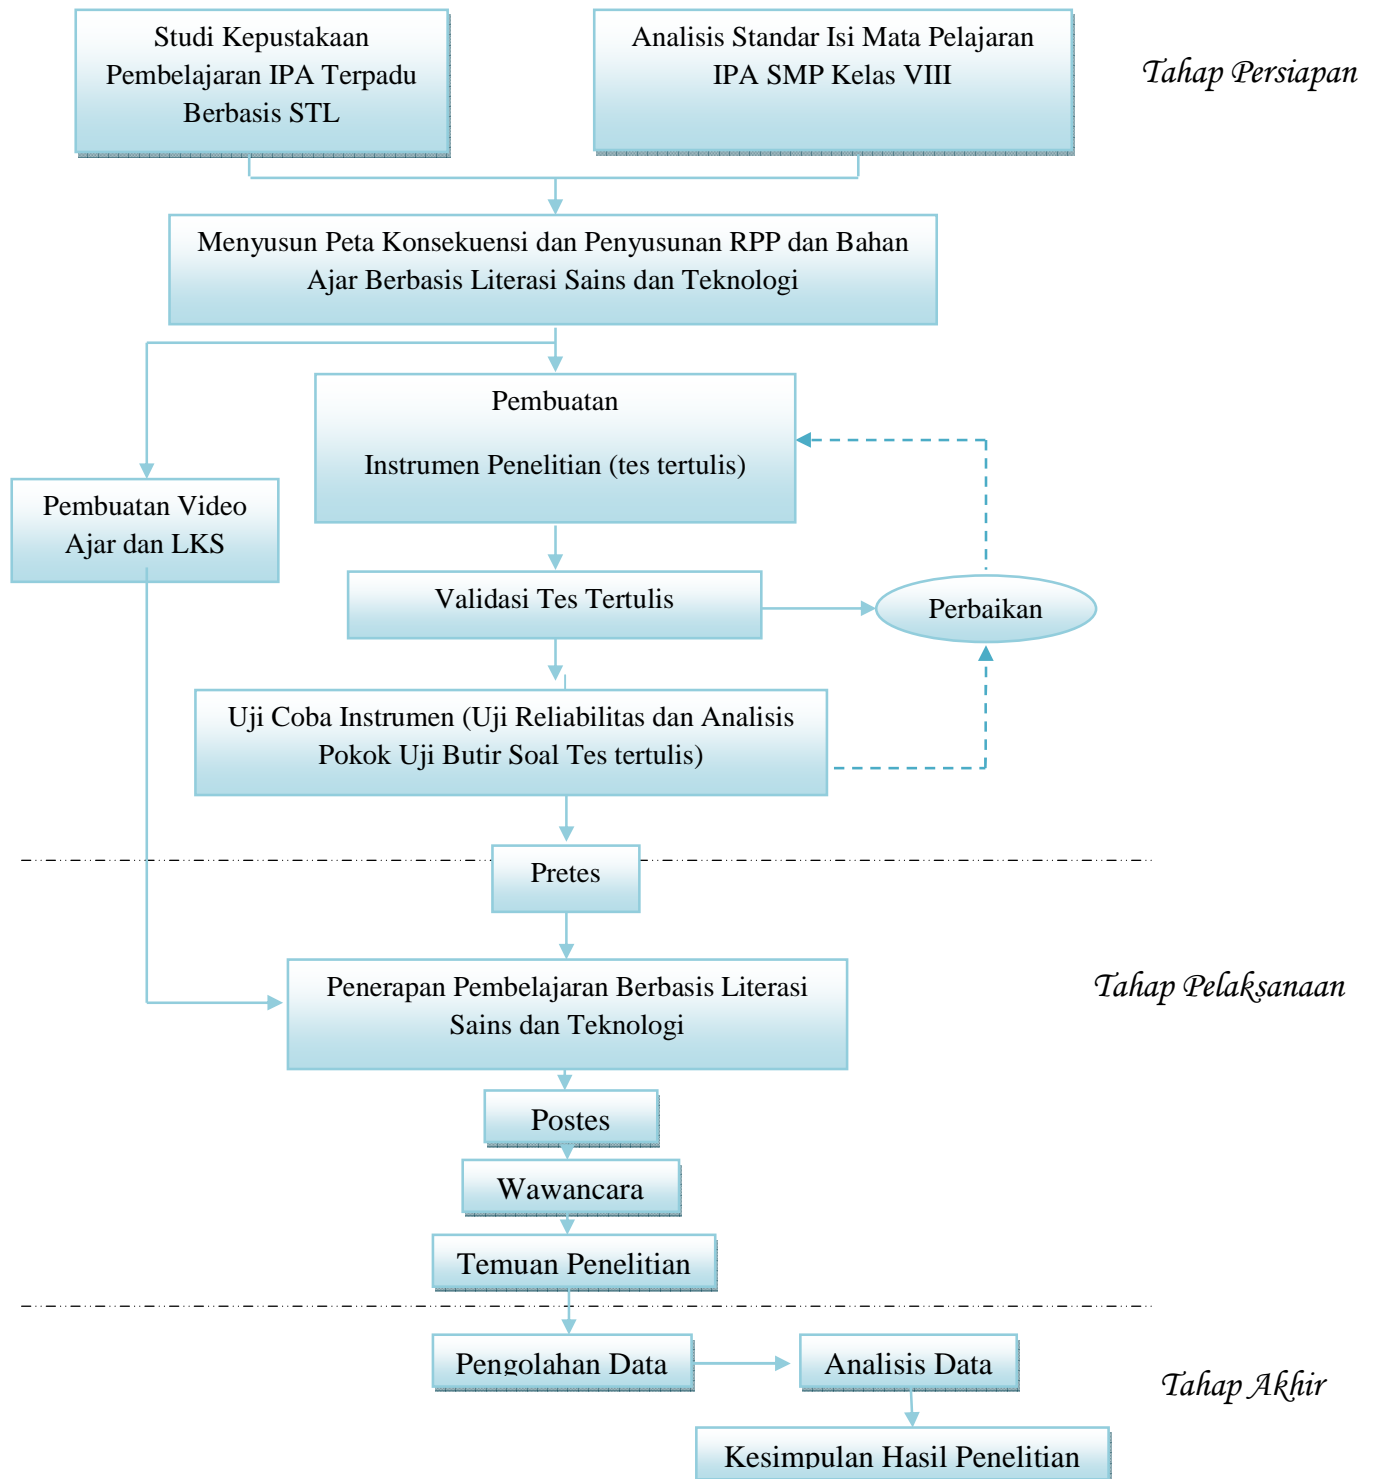 Studi Kepustakaan
Pembelajaran IPA Terpadu
Berbasis STL
Analisis Standar Isi Mata Pelajaran
IPA SMP Kelas VIII
Tahap Persiapan
Menyusun Peta Konsekuensi dan Penyusunan RPP dan Bahan
Ajar Berbasis Literasi Sains dan Teknologi
Pembuatan
Instrumen Penelitian (tes tertulis)
Pembuatan Video
Ajar dan LKS
Validasi Tes Tertulis
Perbaikan
Uji Coba Instrumen (Uji Reliabilitas dan Analisis
Pokok Uji Butir Soal Tes tertulis)
Pretes
Penerapan Pembelajaran Berbasis Literasi
Sains dan Teknologi
Tahap Pelaksanaan
Postes
Wawancara
Temuan Penelitian
Pengolahan Data
Analisis Data
Tahap Akhir
Kesimpulan Hasil Penelitian